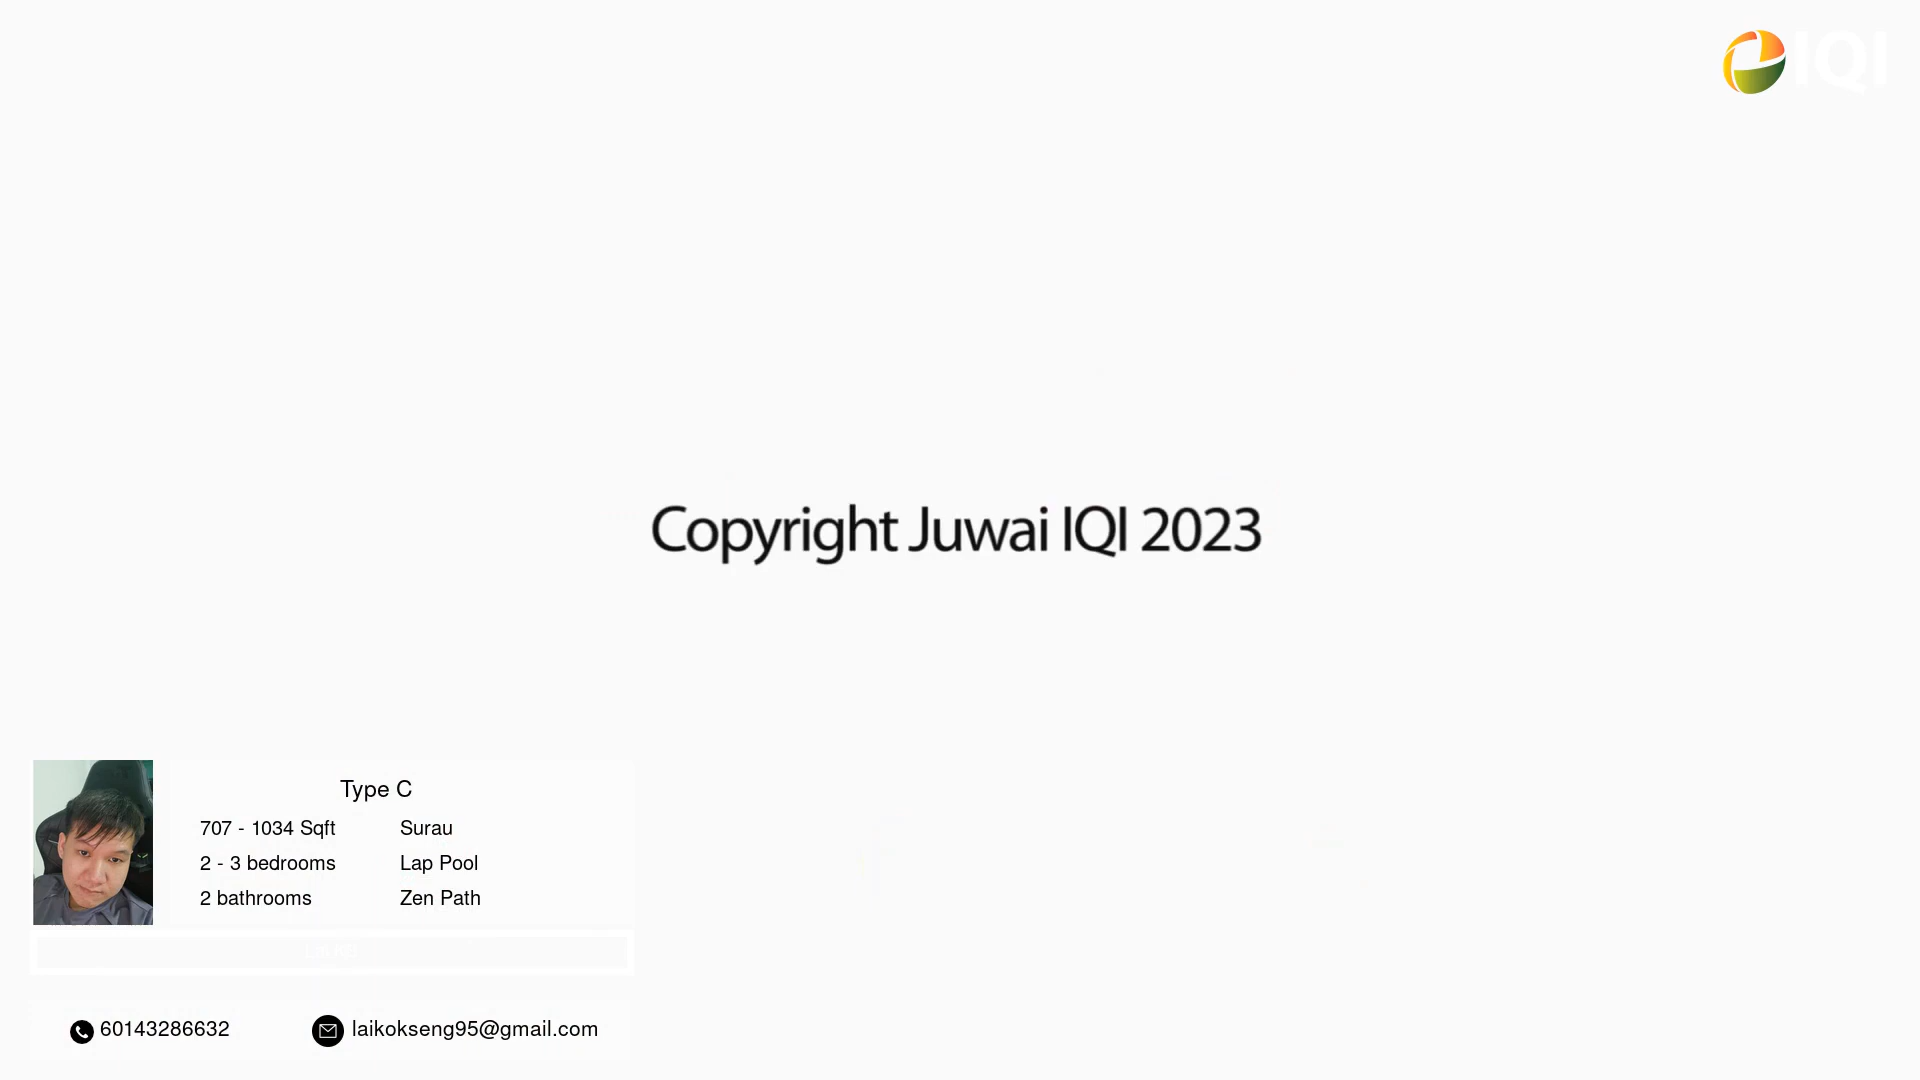 IQI
Copyright Juwai IQI 2023
Type C
707 - 1034 Sqft
Surau
2 - 3 bedrooms
Lap Pool
2 bathrooms
Zen Path
60143286632
laikokseng95@gmail.com